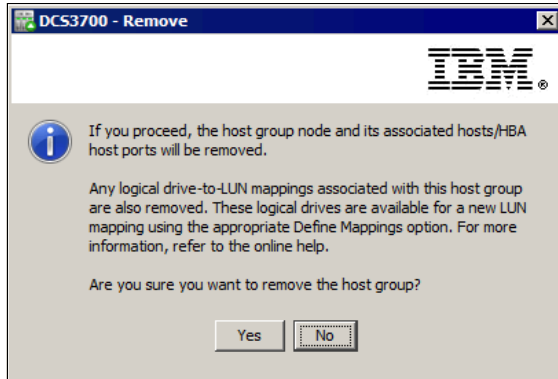 DCS3700 - Remove
IBM®
If you proceed, the host group node and its associated hosts/HBA
host ports will be removed.
Any logical drive-to-LUN mappings associated with this host group
are also removed. These logical drives are available for a new LUN
mapping using the appropriate Define Mappings option. For more
information, refer to the online help.
Are you sure you want to remove the host group?
Yes
No